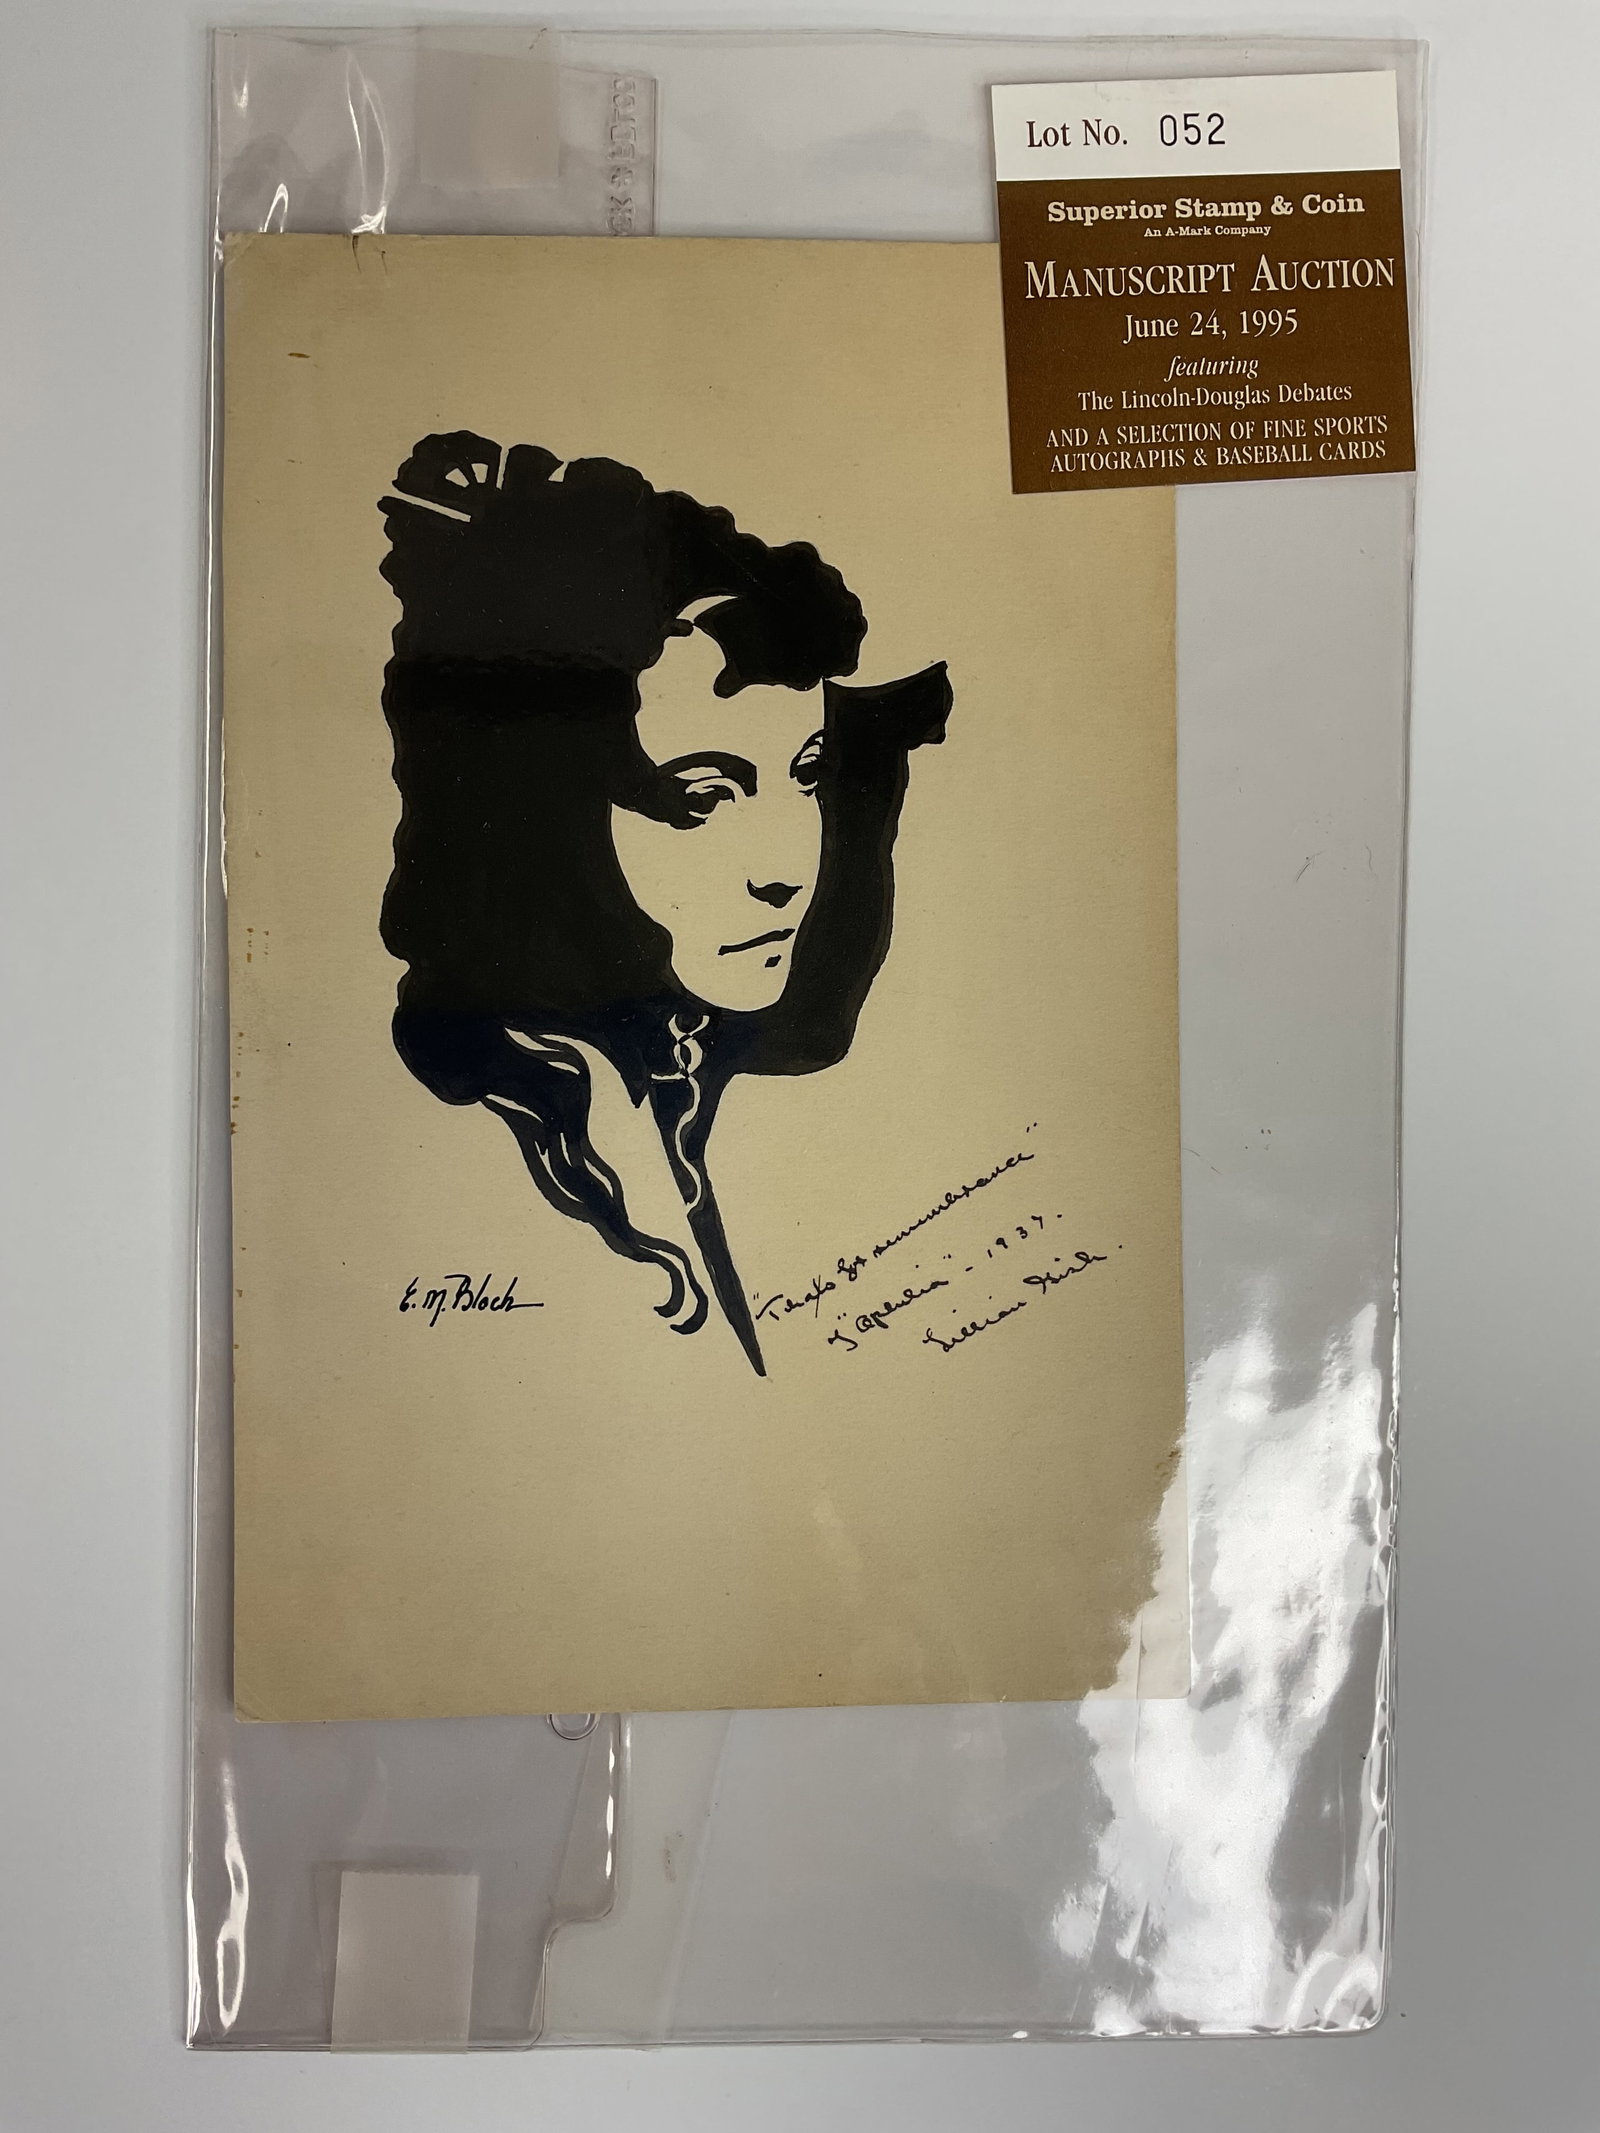 Lot No. 052
Superior Stamp & Coin
An A-Mark Company
MANUSCRIPT AUCTION
June 24, 1995
featuring
The Lincoln-Douglas Debates
AND A SELECTION OF FINE SPORTS
AUTOGRAPHS & BASEBALL CARDS
"Thats for remembrance"
of "Ophelia" - 1937.
Lillian Gish.
E. M. Bloch